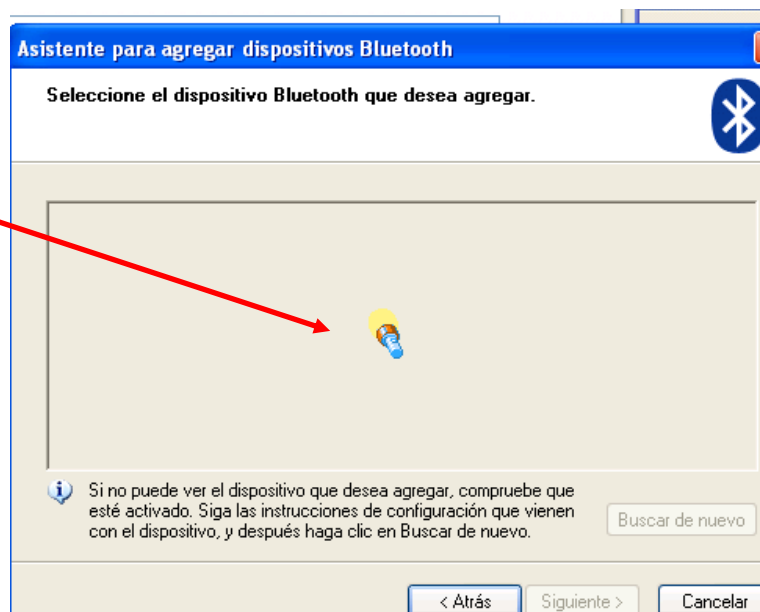 Asistente para agregar dispositivos Bluetooth
Seleccione el dispositivo Bluetooth que desea agregar.
Si no puede ver el dispositivo que desea agregar, compruebe que
esté activado. Siga las instrucciones de configuración que vienen
con el dispositivo, y después haga clic en Buscar de nuevo.
Buscar de nuevo
< Atrás
Siguiente >
Cancelar